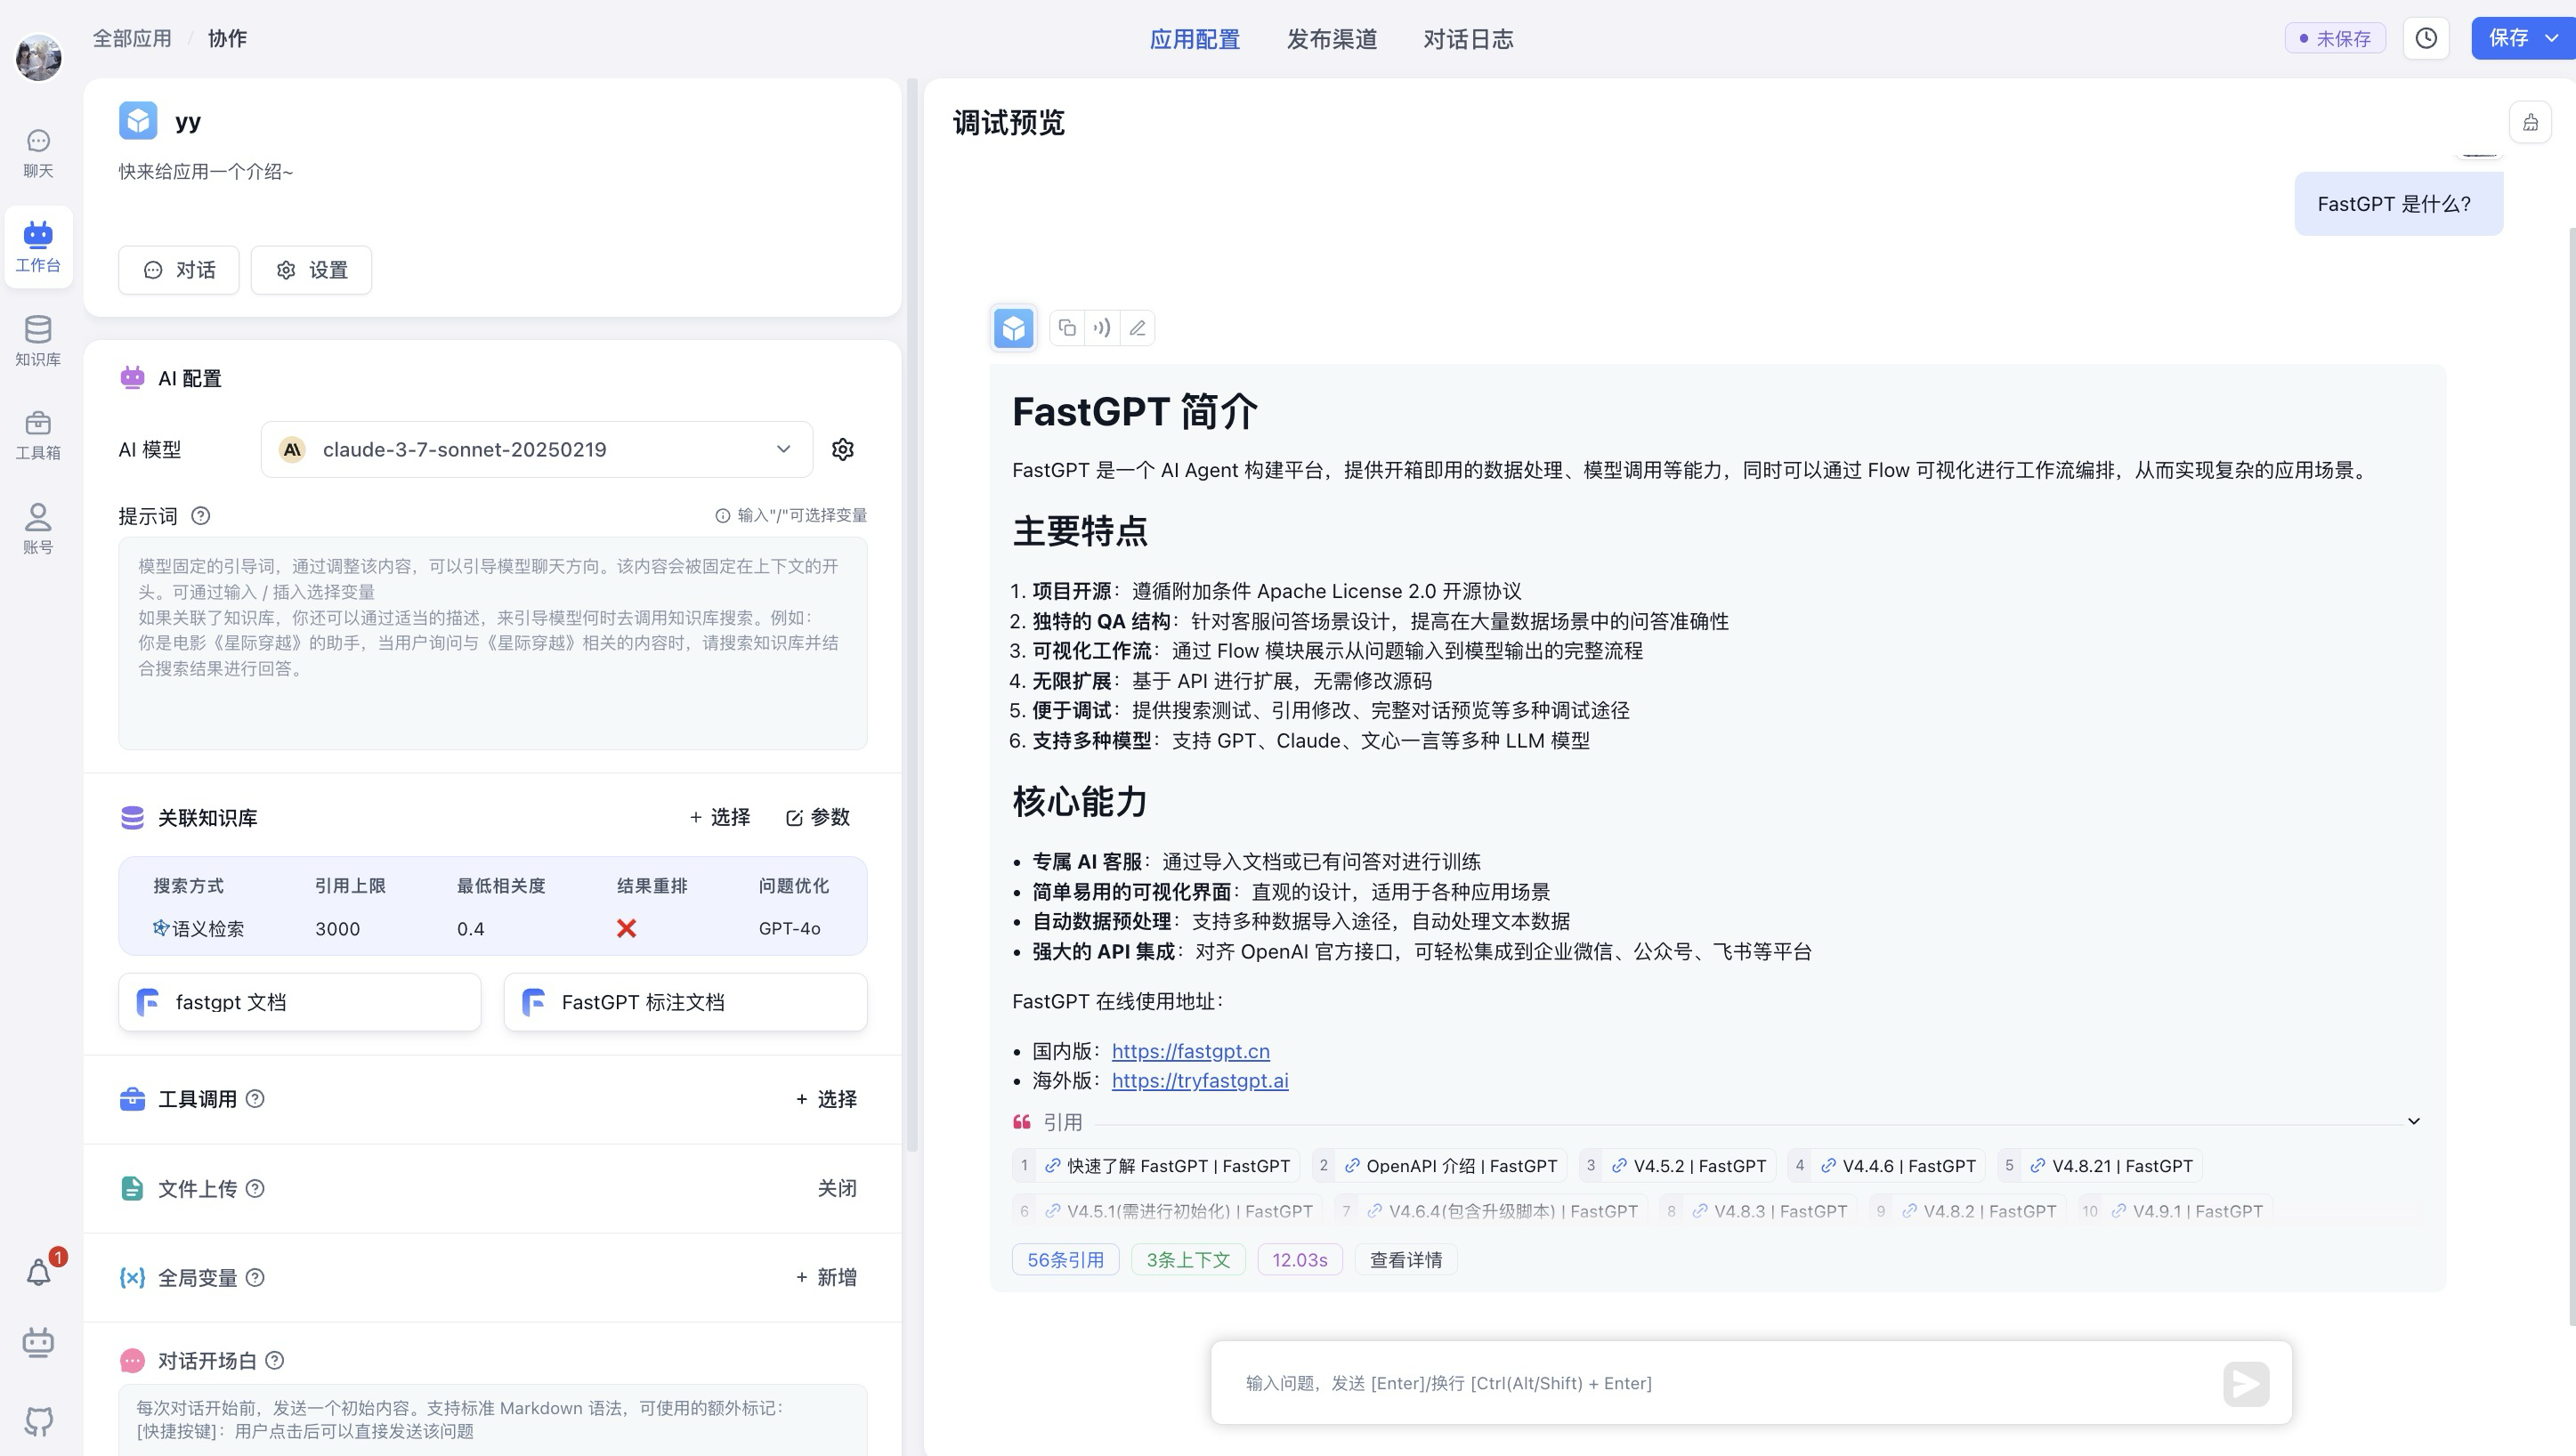 全部应用 / 协作
应用配置 发布渠道 对话日志
未保存
保存
聊天
工作台
知识库
工具箱
账号
1
yy
快来给应用一个介绍~
对话
设置
AI 配置
AI 模型
claude-3-7-sonnet-20250219
提示词
输入"/"可选择变量
模型固定的引导词，通过调整该内容，可以引导模型聊天方向。该内容会被固定在上下文的开
头。可通过输入 / 插入选择变量
如果关联了知识库，你还可以通过适当的描述，来引导模型何时去调用知识库搜索。例如：
你是电影《星际穿越》的助手，当用户询问与《星际穿越》相关的内容时，请搜索知识库并结
合搜索结果进行回答。
关联知识库
+ 选择
参数
搜索方式 引用上限 最低相关度 结果重排 问题优化
语义检索 3000 0.4 ❌ GPT-4o
fastgpt 文档
FastGPT 标注文档
工具调用
+ 选择
文件上传
关闭
全局变量
+ 新增
对话开场白
每次对话开始前，发送一个初始内容。支持标准 Markdown 语法，可使用的额外标记：
[快捷按键]：用户点击后可以直接发送该问题
调试预览
FastGPT 是什么?
FastGPT 简介
FastGPT 是一个 AI Agent 构建平台，提供开箱即用的数据处理、模型调用等能力，同时可以通过 Flow 可视化进行工作流编排，从而实现复杂的应用场景。
主要特点
1. 项目开源：遵循附加条件 Apache License 2.0 开源协议
2. 独特的 QA 结构：针对客服问答场景设计，提高在大量数据场景中的问答准确性
3. 可视化工作流：通过 Flow 模块展示从问题输入到模型输出的完整流程
4. 无限扩展：基于 API 进行扩展，无需修改源码
5. 便于调试：提供搜索测试、引用修改、完整对话预览等多种调试途径
6. 支持多种模型：支持 GPT、Claude、文心一言等多种 LLM 模型
核心能力
• 专属 AI 客服：通过导入文档或已有问答对进行训练
• 简单易用的可视化界面：直观的设计，适用于各种应用场景
• 自动数据预处理：支持多种数据导入途径，自动处理文本数据
• 强大的 API 集成：对齐 OpenAI 官方接口，可轻松集成到企业微信、公众号、飞书等平台
FastGPT 在线使用地址：
• 国内版：https://fastgpt.cn
• 海外版：https://tryfastgpt.ai
引用
1 快速了解 FastGPT | FastGPT 2 OpenAPI 介绍 | FastGPT 3 V4.5.2 | FastGPT 4 V4.4.6 | FastGPT 5 V4.8.21 | FastGPT
6 V4.5.1(需进行初始化) | FastGPT 7 V4.6.4(包含升级脚本) | FastGPT 8 V4.8.3 | FastGPT 9 V4.8.2 | FastGPT 10 V4.9.1 | FastGPT
56条引用 3条上下文 12.03s 查看详情
输入问题，发送 [Enter]/换行 [Ctrl(Alt/Shift) + Enter]